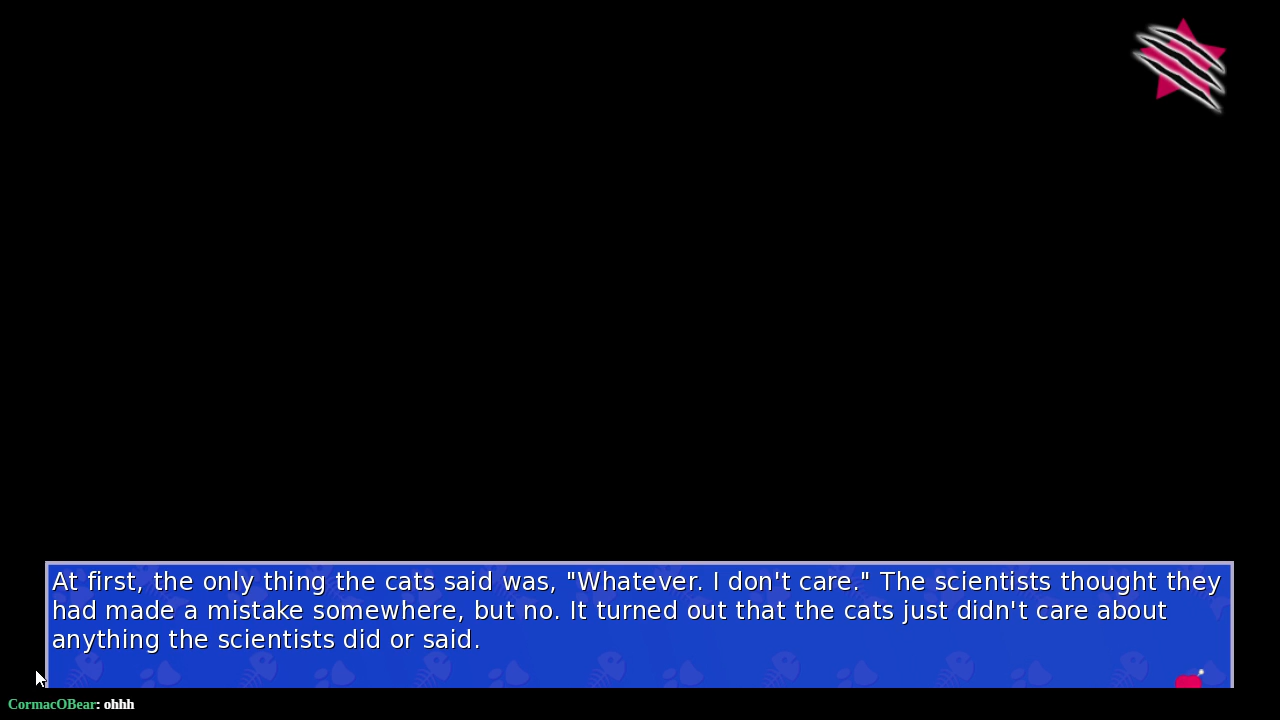 At first, the only thing the cats said was, "Whatever. I don't care." The scientists thought they
had made a mistake somewhere, but no. It turned out that the cats just didn't care about
anything the scientists did or said.
CormacOBear: ohhh